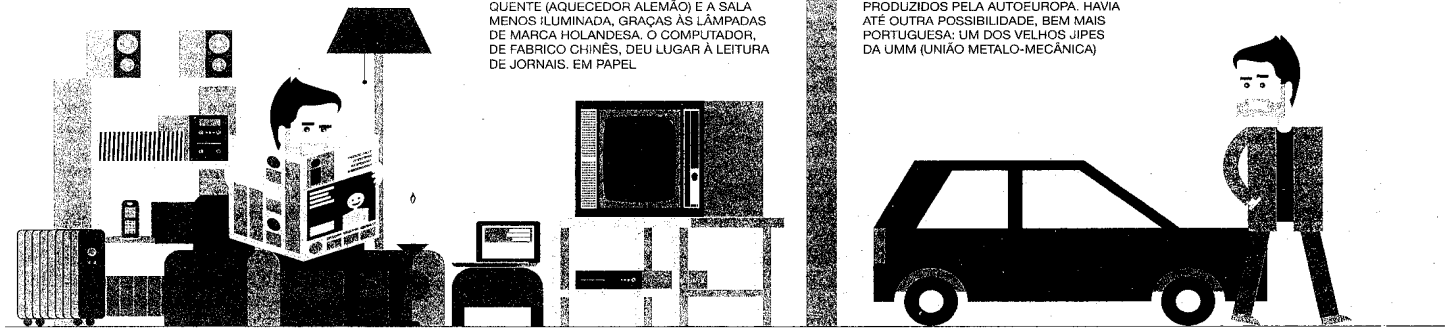 QUENTE (AQUECEDOR ALEMÃO) E A SALA
MENOS ILUMINADA, GRAÇAS ÀS LÂMPADAS
DE MARCA HOLANDESA. O COMPUTADOR,
DE FABRICO CHINÊS, DEU LUGAR À LEITURA
DE JORNAIS. EM PAPEL
PRODUZIDOS PELA AUTOEUROPA. HAVIA
ATÉ OUTRA POSSIBILIDADE, BEM MAIS
PORTUGUESA: UM DOS VELHOS JIPES
DA UMM (UNIÃO METALO-MECÂNICA)